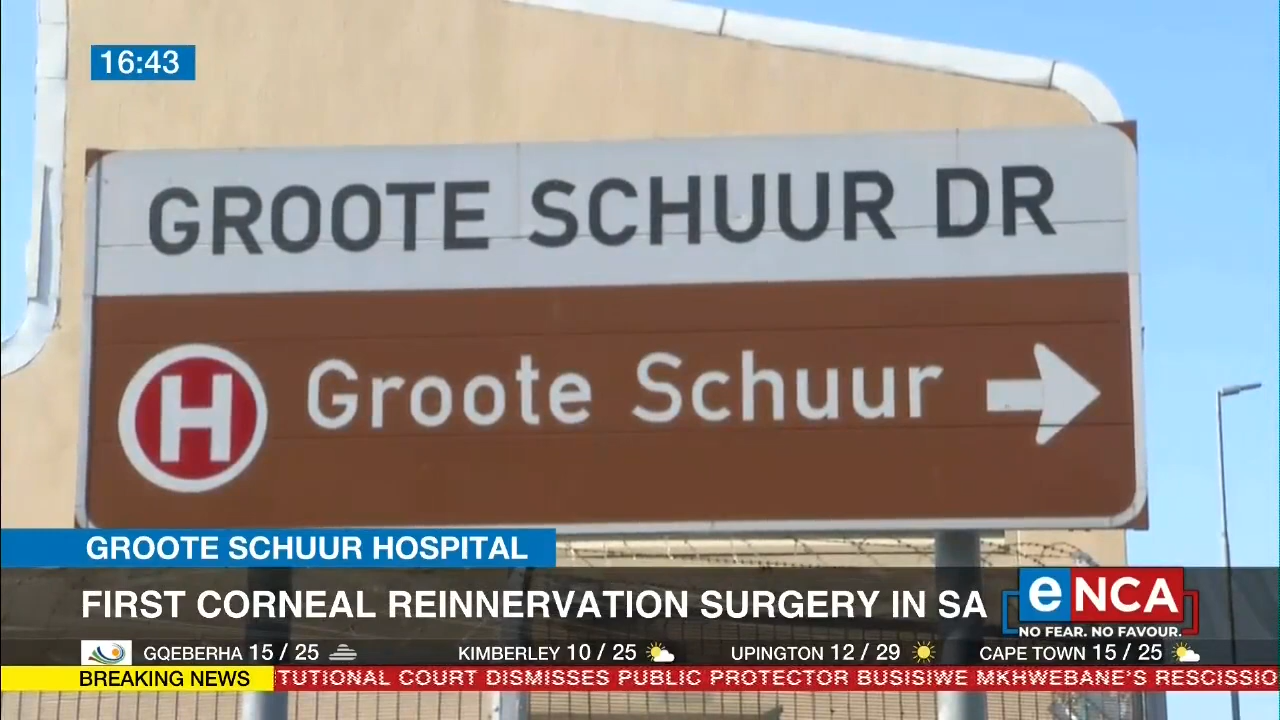 16:43
GROOTE SCHUUR DR
H Groote Schuur
GROOTE SCHUUR HOSPITAL
FIRST CORNEAL REINNERVATION SURGERY IN SA
eNCA
NO FEAR. NO FAVOUR.
GQEBERHA 15 / 25 KIMBERLEY 10 / 25 UPINGTON 12 / 29 CAPE TOWN 15 / 25
BREAKING NEWS TUTIONAL COURT DISMISSES PUBLIC PROTECTOR BUSISIWE MKHWEBANE'S RESCISSIO